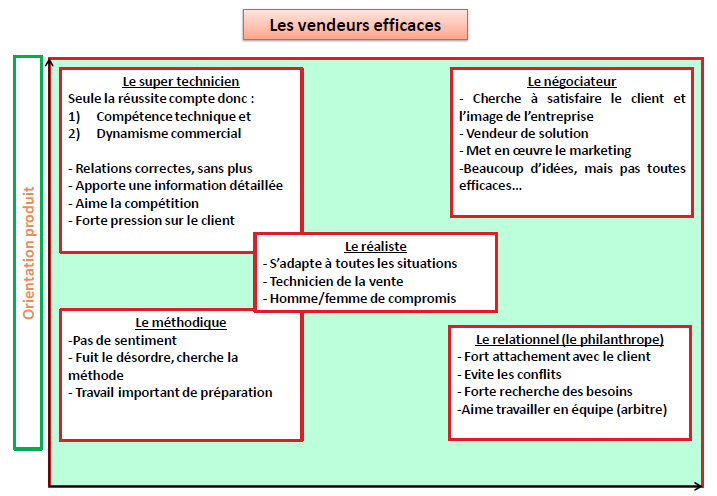 Les vendeurs efficaces
Orientation produit
Le super technicien
Seule la réussite compte donc :
1) Compétence technique et
2) Dynamisme commercial
- Relations correctes, sans plus
- Apporte une information détaillée
- Aime la compétition
- Forte pression sur le client
Le négociateur
- Cherche à satisfaire le client et
l’image de l’entreprise
- Vendeur de solution
- Met en œuvre le marketing
-Beaucoup d’idées, mais pas toutes
efficaces…
Le réaliste
- S’adapte à toutes les situations
- Technicien de la vente
- Homme/femme de compromis
Le méthodique
-Pas de sentiment
- Fuit le désordre, cherche la
méthode
- Travail important de préparation
Le relationnel (le philanthrope)
- Fort attachement avec le client
- Evite les conflits
- Forte recherche des besoins
-Aime travailler en équipe (arbitre)